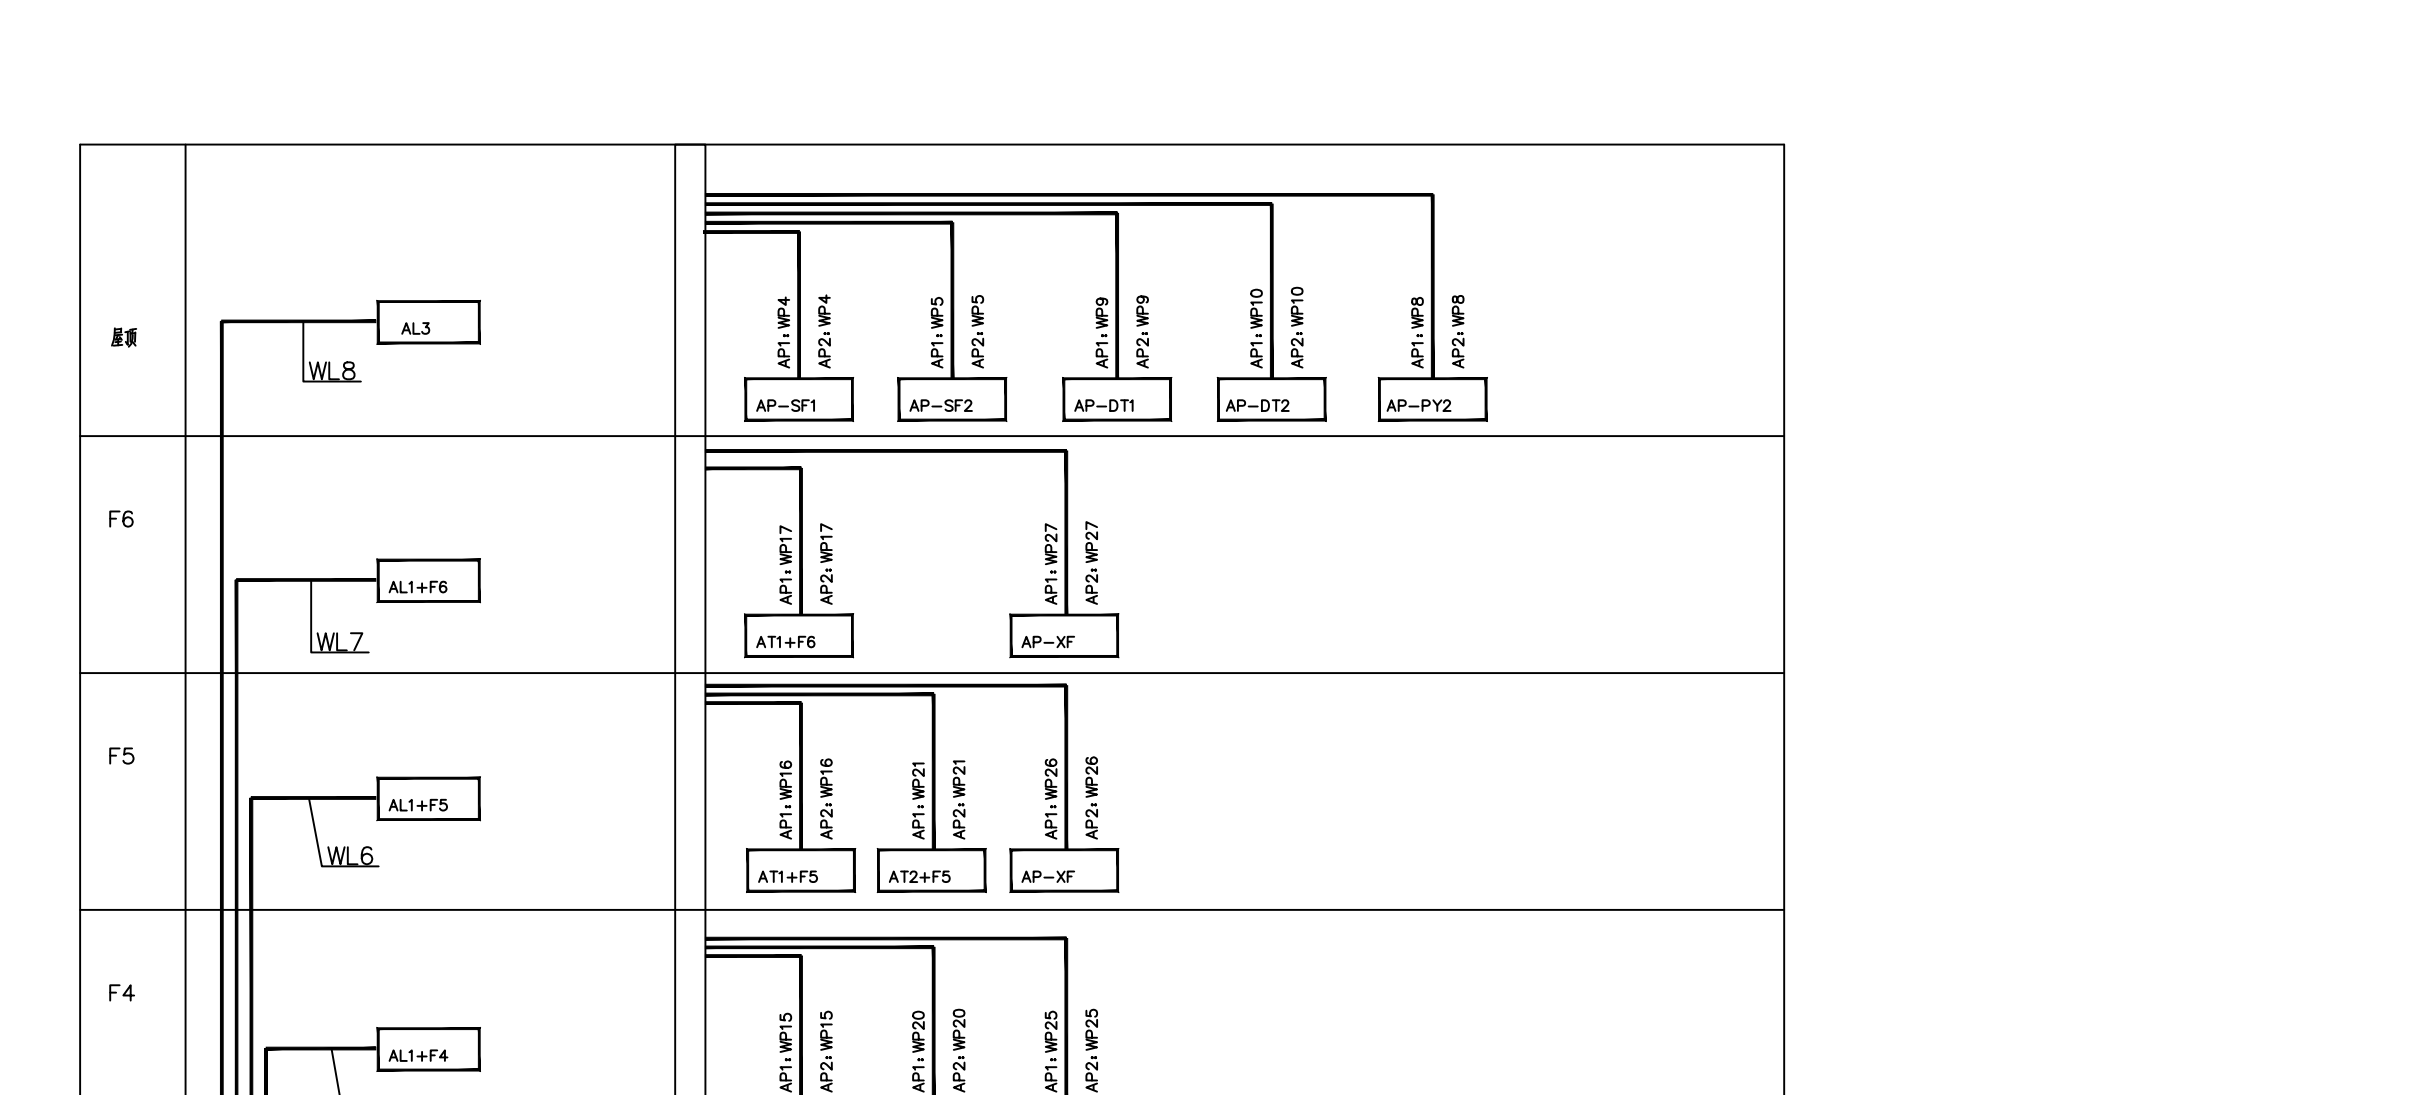 屋顶
AL3
WL8
AP1:WP4
AP2:WP4
AP1:WP5
AP2:WP5
AP1:WP9
AP2:WP9
AP1:WP10
AP2:WP10
AP1:WP8
AP2:WP8
AP-SF1
AP-SF2
AP-DT1
AP-DT2
AP-PY2
F6
AL1+F6
WL7
AP1:WP17
AP2:WP17
AP1:WP27
AP2:WP27
AT1+F6
AP-XF
F5
AL1+F5
WL6
AP1:WP16
AP2:WP16
AP1:WP21
AP2:WP21
AP1:WP26
AP2:WP26
AT1+F5
AT2+F5
AP-XF
F4
AL1+F4
AP1:WP15
AP2:WP15
AP1:WP20
AP2:WP20
AP1:WP25
AP2:WP25